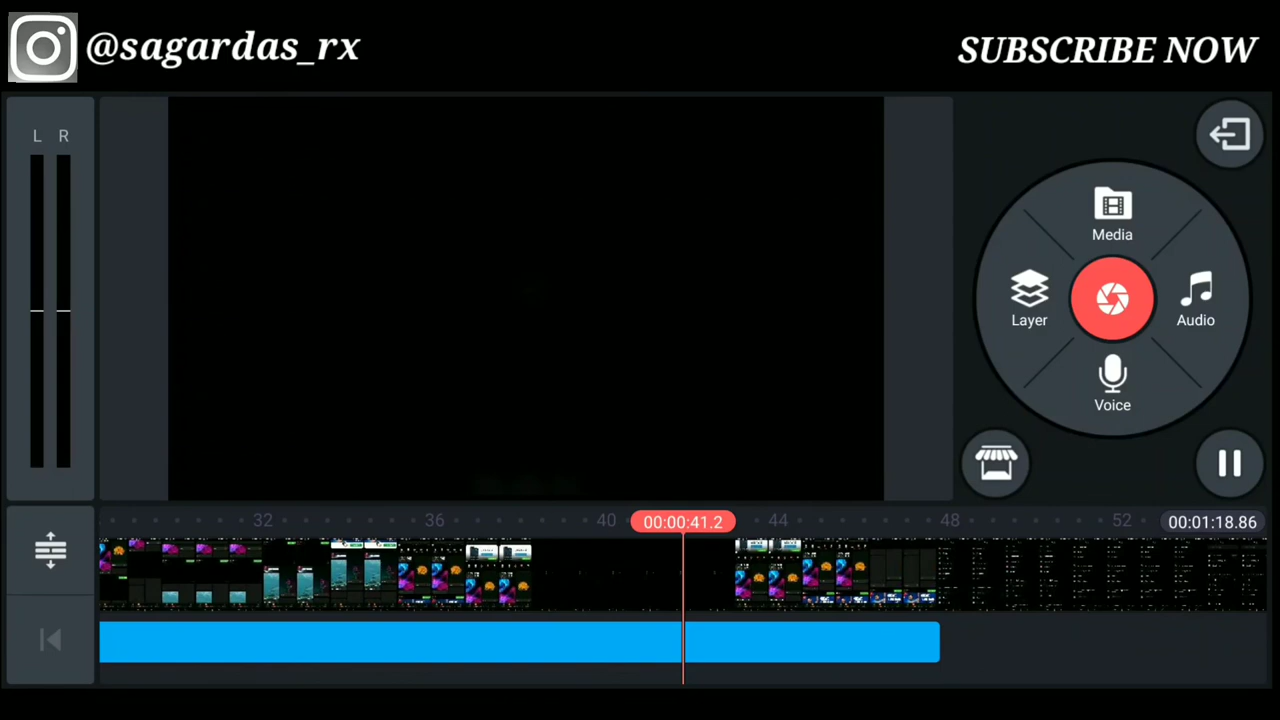 @sagardas_rx
SUBSCRIBE NOW
L R
Media
Layer
Audio
Voice
32 36 40 00:00:41.2 44 48 52 00:01:18.86